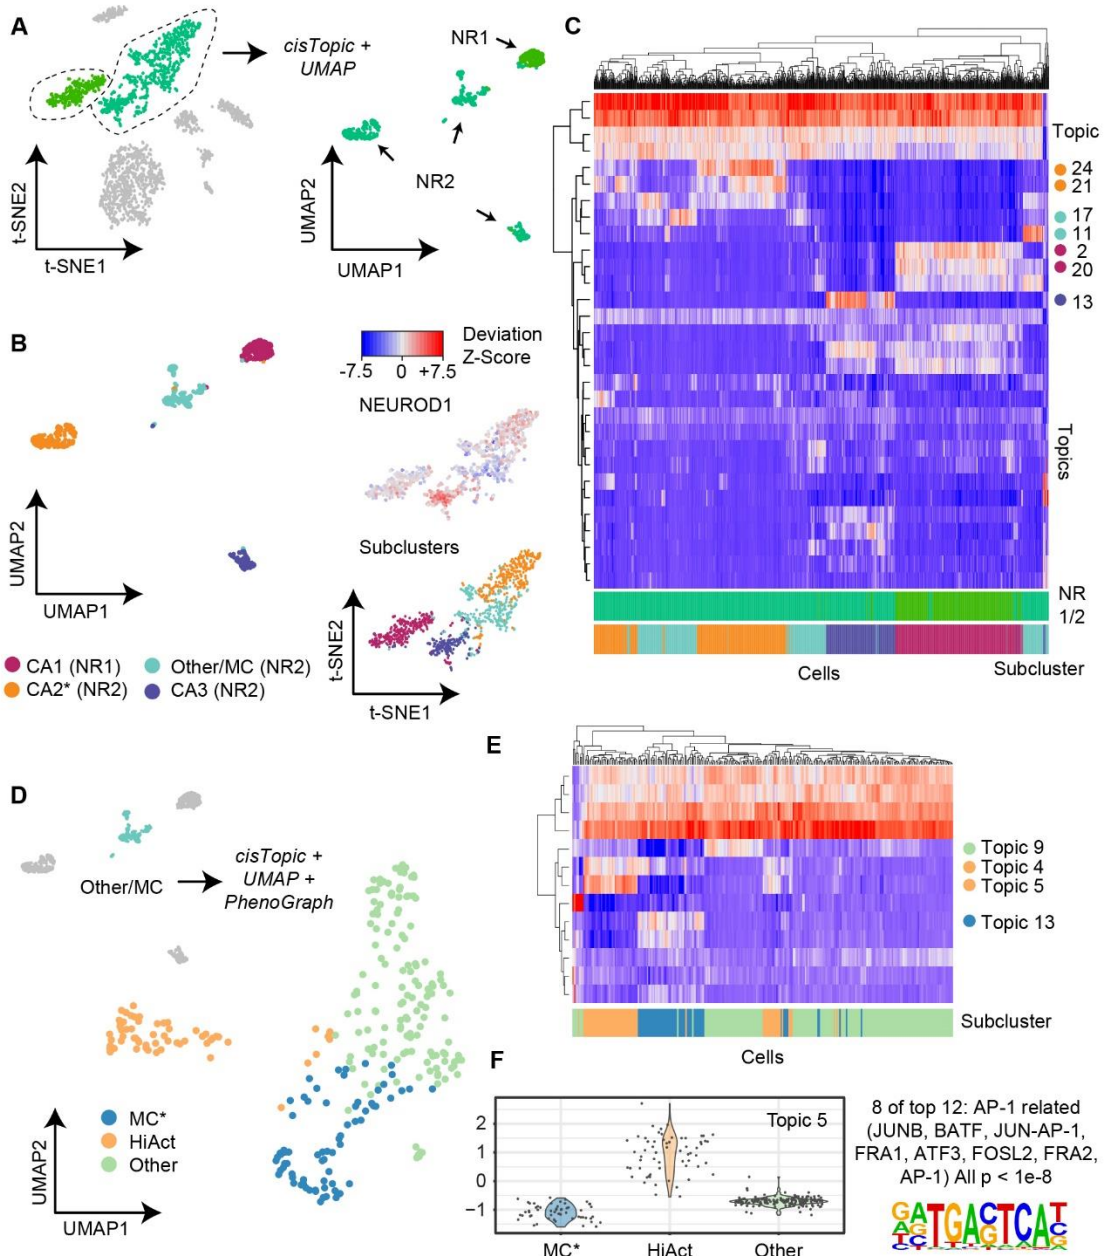 A
t-SNE2
t-SNE1
cisTopic +
UMAP
NR1
NR2
UMAP2
UMAP1
C
Topic
24
21
17
11
2
20
13
Topics
NR
1/2
Cells
Subcluster
B
UMAP2
UMAP1
Deviation
Z-Score
-7.5 0 +7.5
NEUROD1
Subclusters
t-SNE2
t-SNE1
CA1 (NR1)
Other/MC (NR2)
CA2* (NR2)
CA3 (NR2)
D
Other/MC
cisTopic +
UMAP +
PhenoGraph
MC*
HiAct
Other
UMAP2
UMAP1
E
Topic 9
Topic 4
Topic 5
Topic 13
Subcluster
Cells
F
Topic 5
2
1
0
−1
MC* HiAct Other
8 of top 12: AP-1 related
(JUNB, BATF, JUN-AP-1,
FRA1, ATF3, FOSL2, FRA2,
AP-1) All p < 1e-8
TGACTCA